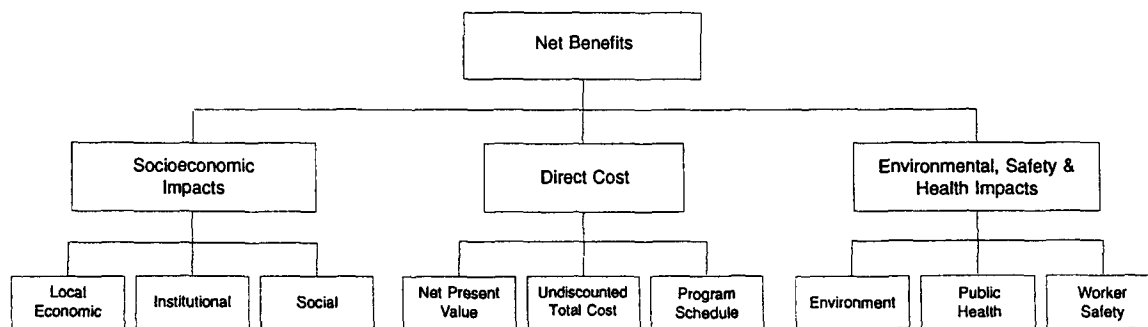 Net Benefits
Socioeconomic
Impacts
Direct Cost
Environmental, Safety &
Health Impacts
Local
Economic
Institutional
Social
Net Present
Value
Undiscounted
Total Cost
Program
Schedule
Environment
Public
Health
Worker
Safety